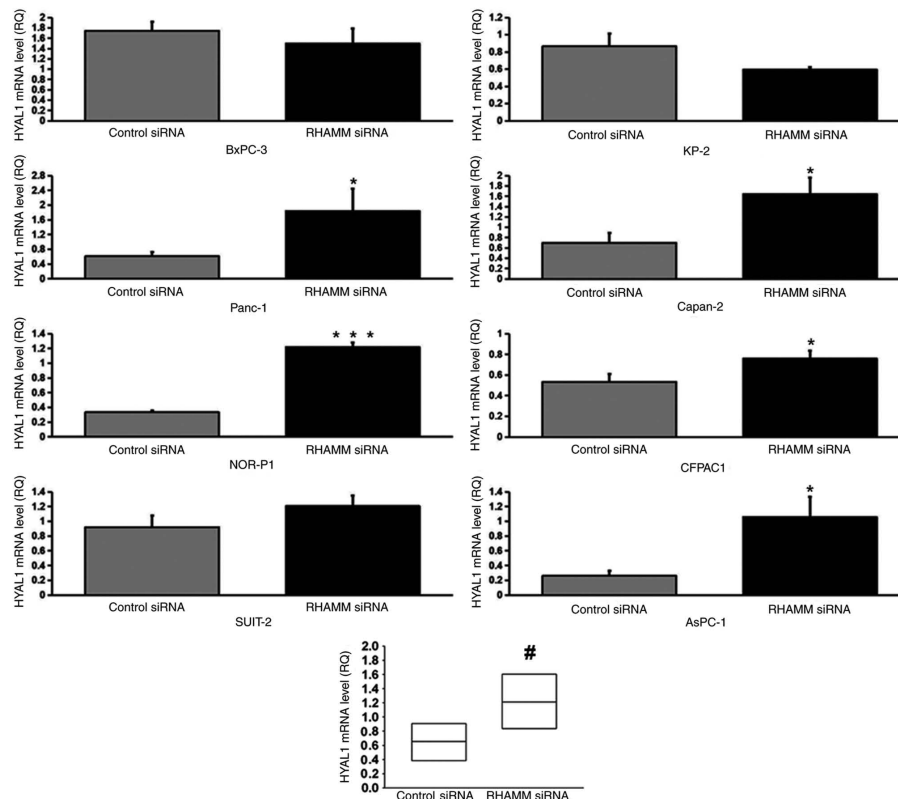 HYAL1 mRNA level (RQ)
2
1.8
1.6
1.4
1.2
1
0.8
0.6
0.4
0.2
0
Control siRNA
RHAMM siRNA
BxPC-3
HYAL1 mRNA level (RQ)
1.2
1
0.8
0.6
0.4
0.2
0
Control siRNA
RHAMM siRNA
KP-2
HYAL1 mRNA level (RQ)
2.8
2.4
2
1.6
1.2
0.8
0.4
0
*
Control siRNA
RHAMM siRNA
Panc-1
HYAL1 mRNA level (RQ)
2
1.8
1.6
1.4
1.2
1
0.8
0.6
0.4
0.2
0
*
Control siRNA
RHAMM siRNA
Capan-2
HYAL1 mRNA level (RQ)
1.4
1.2
1
0.8
0.6
0.4
0.2
0
* * *
Control siRNA
RHAMM siRNA
NOR-P1
HYAL1 mRNA level (RQ)
1
0.8
0.6
0.4
0.2
0
*
Control siRNA
RHAMM siRNA
CFPAC1
HYAL1 mRNA level (RQ)
1.4
1.2
1
0.8
0.6
0.4
0.2
0
Control siRNA
RHAMM siRNA
SUIT-2
HYAL1 mRNA level (RQ)
1.4
1.2
1
0.8
0.6
0.4
0.2
0
*
Control siRNA
RHAMM siRNA
AsPC-1
HYAL1 mRNA level (RQ)
2.0
1.8
1.6
1.4
1.2
1.0
0.8
0.6
0.4
0.2
0.0
#
Control siRNA
RHAMM siRNA